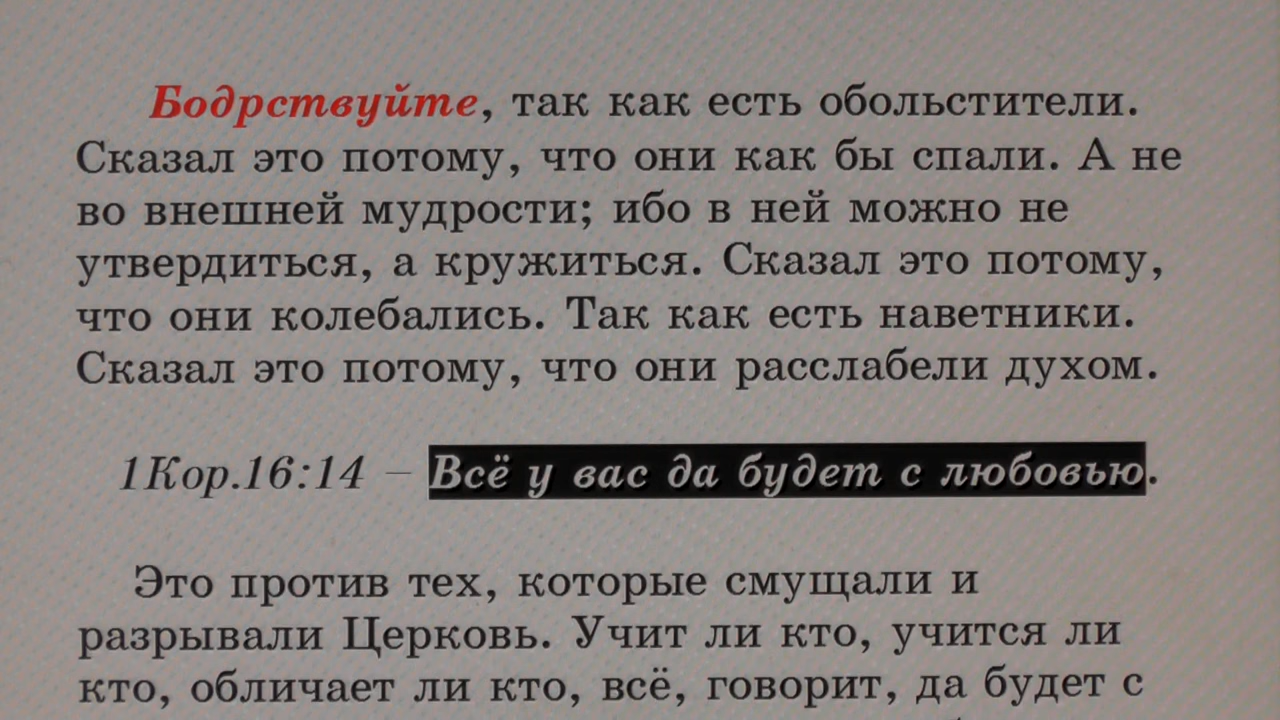 Бодрствуйте, так как есть обольстители.
Сказал это потому, что они как бы спали. А не
во внешней мудрости; ибо в ней можно не
утвердиться, а кружиться. Сказал это потому,
что они колебались. Так как есть наветники.
Сказал это потому, что они расслабели духом.
1Кор.16:14 – Всё у вас да будет с любовью.
Это против тех, которые смущали и
разрывали Церковь. Учит ли кто, учится ли
кто, обличает ли кто, всё, говорит, да будет с